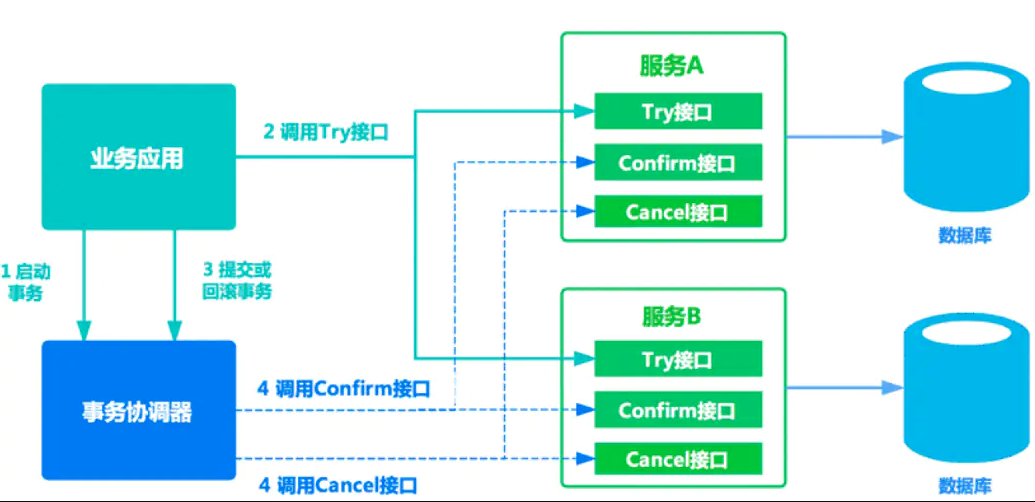 服务A
Try接口
2 调用Try接口
业务应用
Confirm接口
Cancel接口
数据库
1 启动
事务
3 提交或
回滚事务
服务B
Try接口
4 调用Confirm接口
事务协调器
Confirm接口
Cancel接口
4 调用Cancel接口
数据库